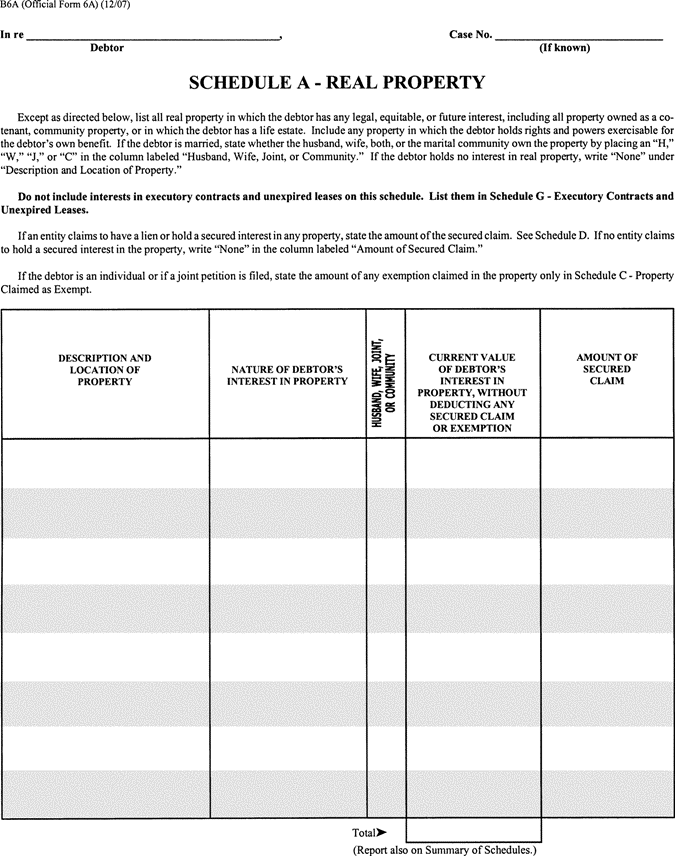 B6A (Official Form 6A) (12/07)
In re ___________________________________________, Case No. ______________________________
Debtor (If known)
SCHEDULE A - REAL PROPERTY
Except as directed below, list all real property in which the debtor has any legal, equitable, or future interest, including all property owned as a co-
tenant, community property, or in which the debtor has a life estate. Include any property in which the debtor holds rights and powers exercisable for
the debtor’s own benefit. If the debtor is married, state whether the husband, wife, both, or the marital community own the property by placing an “H,”
“W,” “J,” or “C” in the column labeled “Husband, Wife, Joint, or Community.” If the debtor holds no interest in real property, write “None” under
“Description and Location of Property.”
Do not include interests in executory contracts and unexpired leases on this schedule. List them in Schedule G - Executory Contracts and
Unexpired Leases.
If an entity claims to have a lien or hold a secured interest in any property, state the amount of the secured claim. See Schedule D. If no entity claims
to hold a secured interest in the property, write “None” in the column labeled “Amount of Secured Claim.”
If the debtor is an individual or if a joint petition is filed, state the amount of any exemption claimed in the property only in Schedule C - Property
Claimed as Exempt.
DESCRIPTION AND
LOCATION OF
PROPERTY
NATURE OF DEBTOR’S
INTEREST IN PROPERTY
HUSBAND, WIFE, JOINT,
OR COMMUNITY
CURRENT VALUE
OF DEBTOR’S
INTEREST IN
PROPERTY, WITHOUT
DEDUCTING ANY
SECURED CLAIM
OR EXEMPTION
AMOUNT OF
SECURED
CLAIM
Total➤
(Report also on Summary of Schedules.)